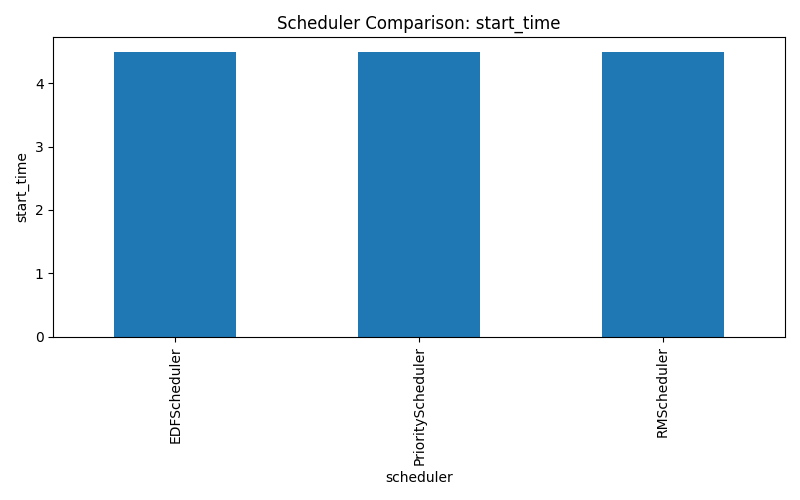 Scheduler Comparison: start_time
4
3
2
1
0
start_time
EDFScheduler
PriorityScheduler
RMScheduler
scheduler